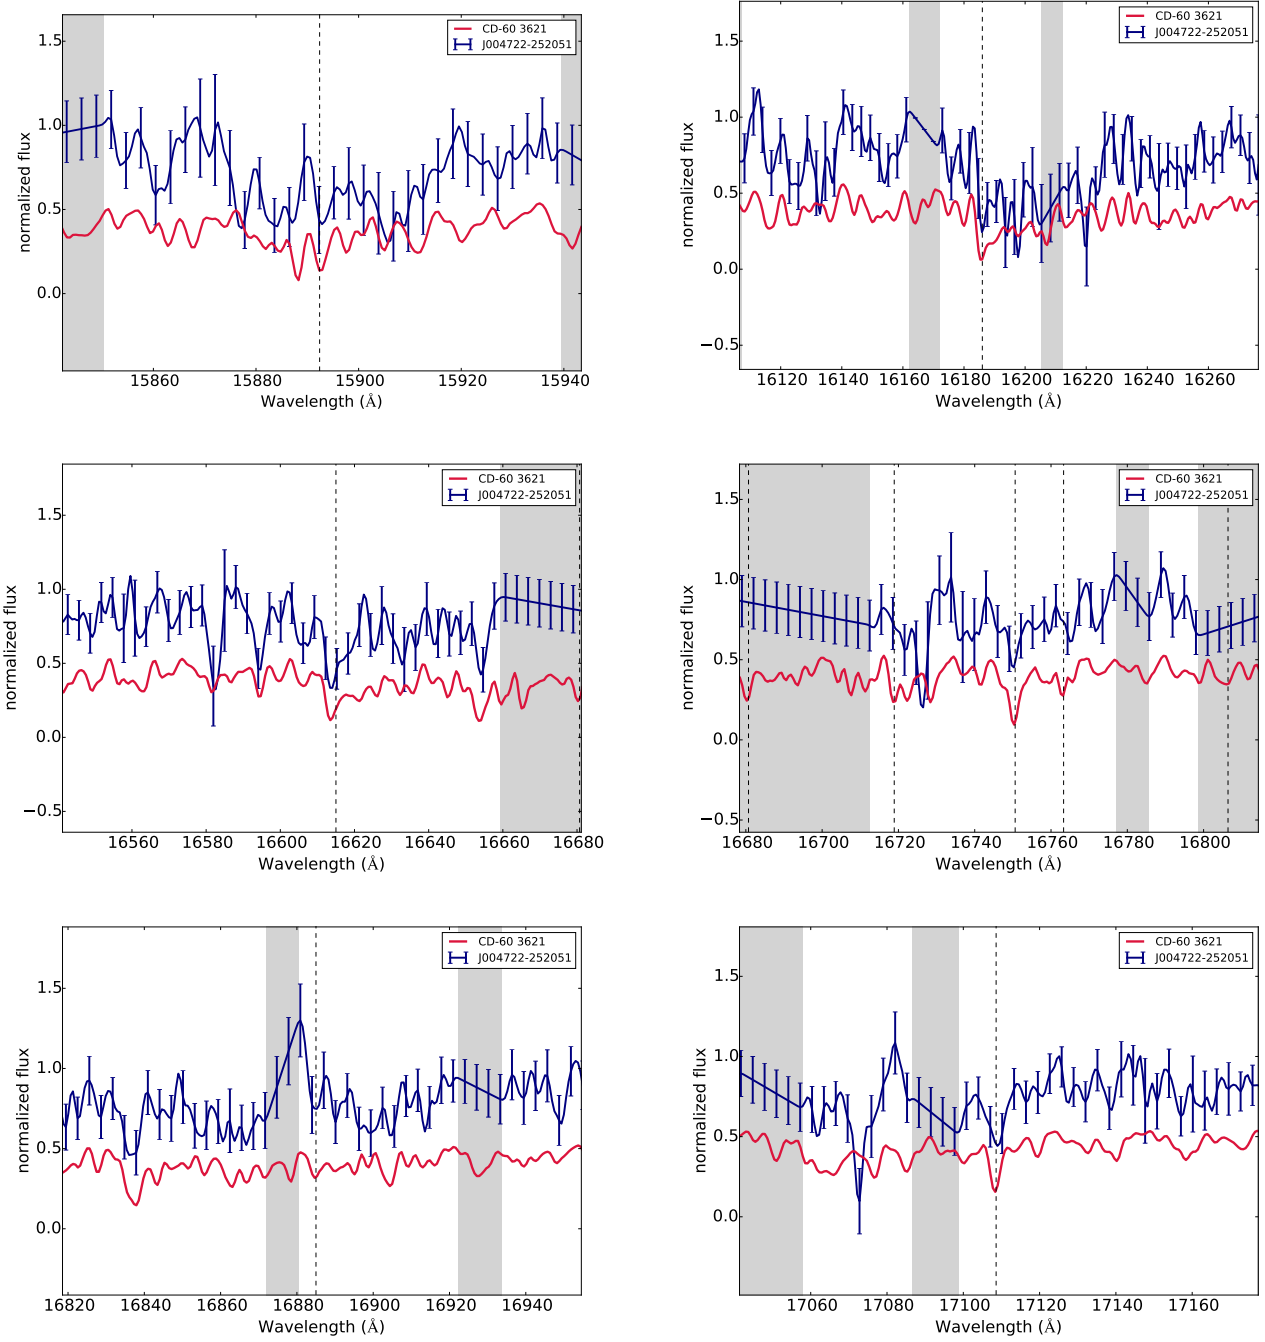 CD-60 3621
J004722-252051
1.5
1.0
0.5
0.0
normalized flux
15860 15880 15900 15920 15940
Wavelength (Å)
CD-60 3621
J004722-252051
1.5
1.0
0.5
0.0
−0.5
normalized flux
16120 16140 16160 16180 16200 16220 16240 16260
Wavelength (Å)
CD-60 3621
J004722-252051
1.5
1.0
0.5
0.0
−0.5
normalized flux
16560 16580 16600 16620 16640 16660 16680
Wavelength (Å)
CD-60 3621
J004722-252051
1.5
1.0
0.5
0.0
−0.5
normalized flux
16680 16700 16720 16740 16760 16780 16800
Wavelength (Å)
CD-60 3621
J004722-252051
1.5
1.0
0.5
0.0
normalized flux
16820 16840 16860 16880 16900 16920 16940
Wavelength (Å)
CD-60 3621
J004722-252051
1.5
1.0
0.5
0.0
normalized flux
17060 17080 17100 17120 17140 17160
Wavelength (Å)